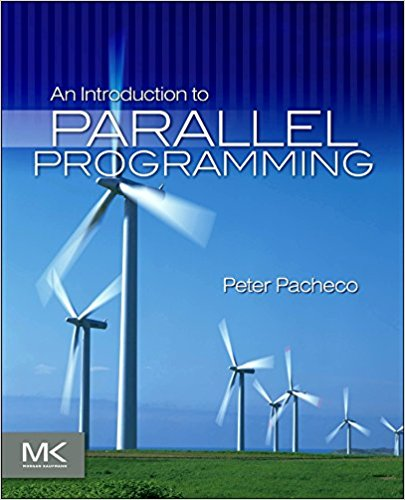 An Introduction to
PARALLEL
PROGRAMMING
Peter Pacheco
MK
MORGAN KAUFMANN